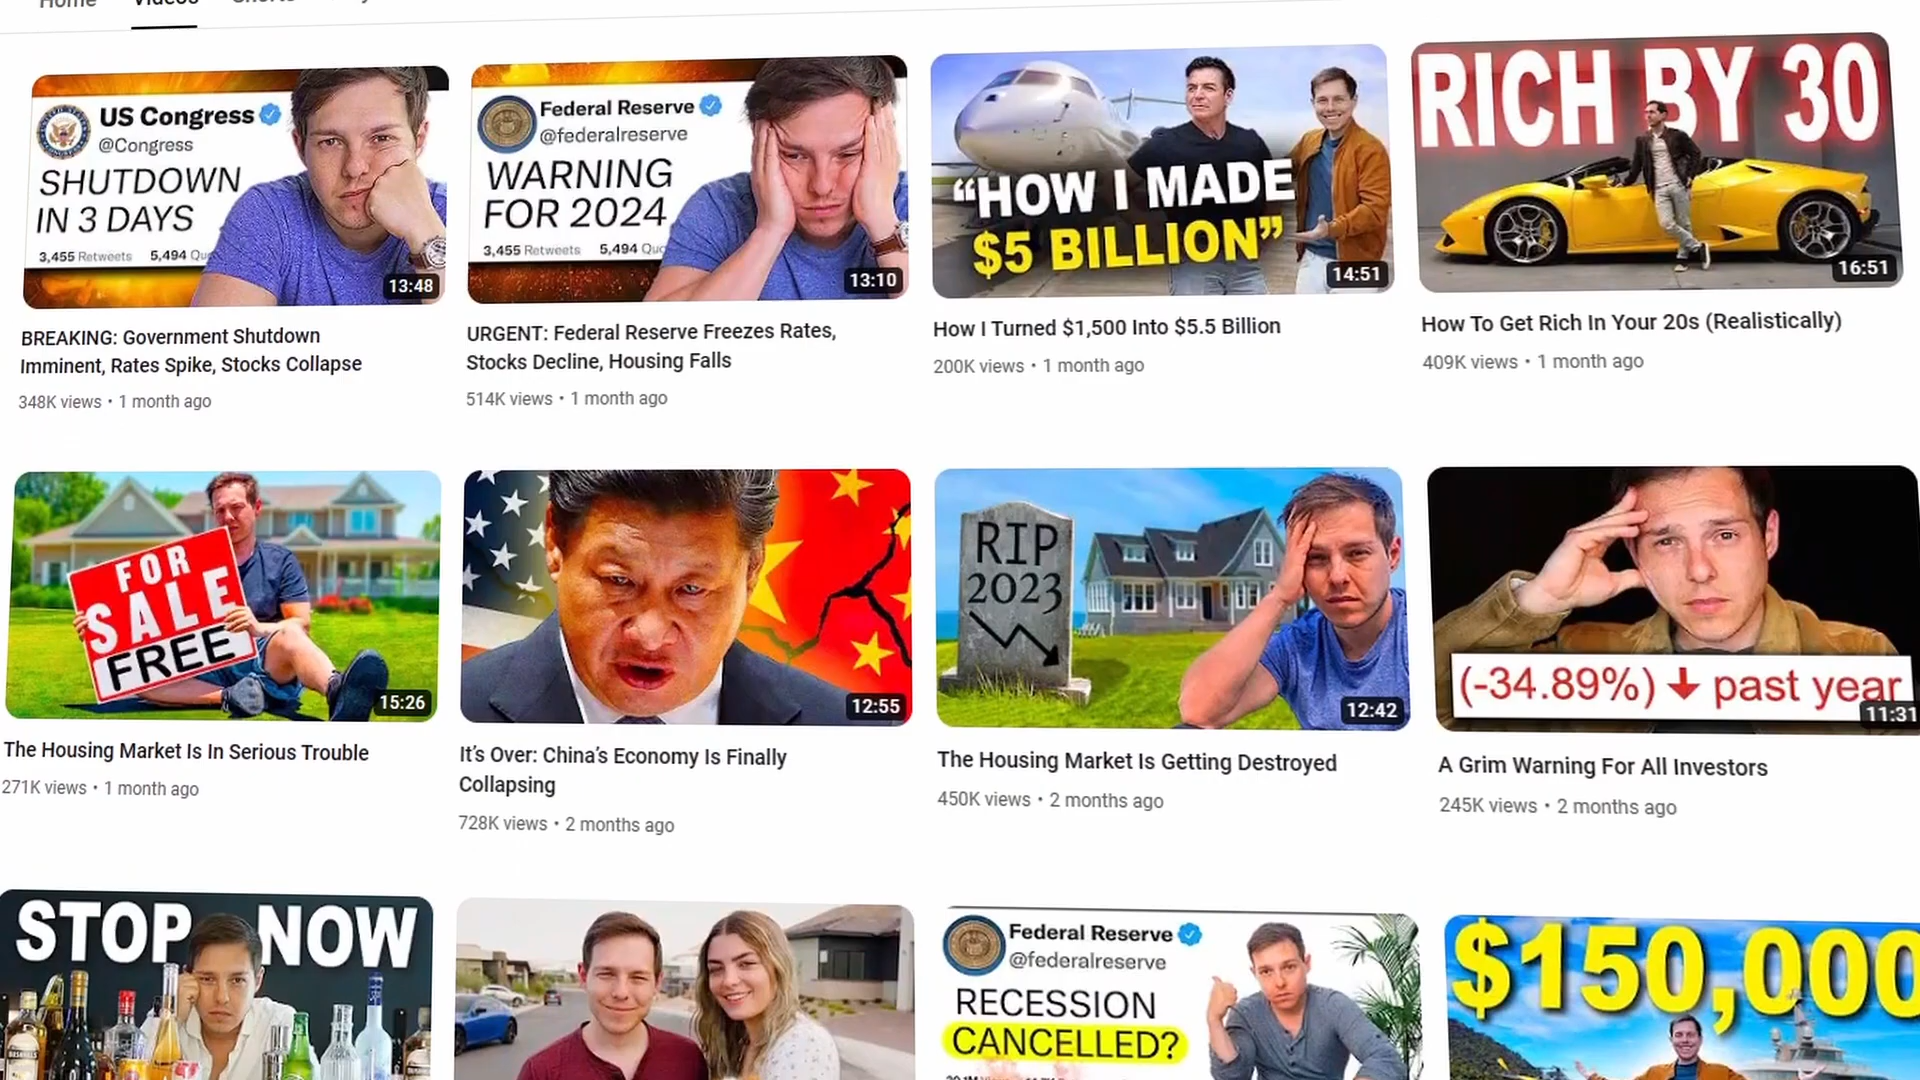 Home Videos
US Congress
@Congress
SHUTDOWN
IN 3 DAYS
3,455 Retweets 5,494
13:48
BREAKING: Government Shutdown
Imminent, Rates Spike, Stocks Collapse
348K views • 1 month ago
Federal Reserve
@federalreserve
WARNING
FOR 2024
3,455 Retweets 5,494
13:10
URGENT: Federal Reserve Freezes Rates,
Stocks Decline, Housing Falls
514K views • 1 month ago
“HOW I MADE
$5 BILLION”
14:51
How I Turned $1,500 Into $5.5 Billion
200K views • 1 month ago
RICH BY 30
16:51
How To Get Rich In Your 20s (Realistically)
409K views • 1 month ago
FOR
SALE
FREE
15:26
The Housing Market Is In Serious Trouble
271K views • 1 month ago
12:55
It’s Over: China’s Economy Is Finally
Collapsing
728K views • 2 months ago
RIP
2023
12:42
The Housing Market Is Getting Destroyed
450K views • 2 months ago
(-34.89%) ↓ past year
11:31
A Grim Warning For All Investors
245K views • 2 months ago
STOP NOW
Federal Reserve
@federalreserve
RECESSION
CANCELLED?
$150,000